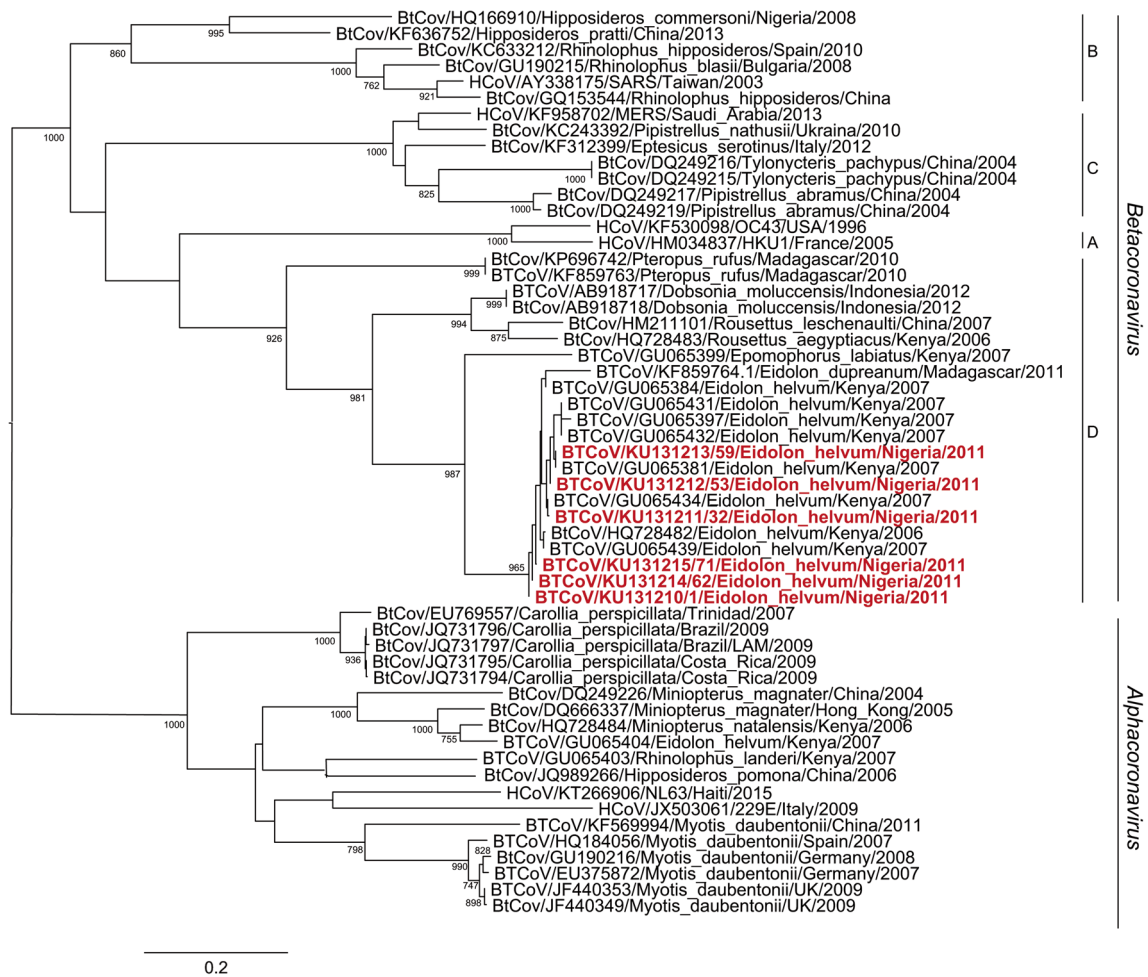 BtCov/HQ166910/Hipposideros_commersoni/Nigeria/2008
995
BtCov/KF636752/Hipposideros_pratti/China/2013
860
B
BtCov/KC633212/Rhinolophus_hipposideros/Spain/2010
1000
BtCov/GU190215/Rhinolophus_blasii/Bulgaria/2008
762
HCoV/AY338175/SARS/Taiwan/2003
921
BtCov/GQ153544/Rhinolophus_hipposideros/China
1000
HCoV/KF958702/MERS/Saudi_Arabia/2013
BtCov/KC243392/Pipistrellus_nathusii/Ukraina/2010
1000
BtCov/KF312399/Eptesicus_serotinus/Italy/2012
BtCov/DQ249216/Tylonycteris_pachypus/China/2004
C
1000
BtCov/DQ249215/Tylonycteris_pachypus/China/2004
825
BtCov/DQ249217/Pipistrellus_abramus/China/2004
1000
BtCov/DQ249219/Pipistrellus_abramus/China/2004
HCoV/KF530098/OC43/USA/1996
1000
HCoV/HM034837/HKU1/France/2005
A
BtCov/KP696742/Pteropus_rufus/Madagascar/2010
999
BTCoV/KF859763/Pteropus_rufus/Madagascar/2010
Betacoronavirus
BTCoV/AB918717/Dobsonia_moluccensis/Indonesia/2012
999
BtCov/AB918718/Dobsonia_moluccensis/Indonesia/2012
994
BtCov/HM211101/Rousettus_leschenaulti/China/2007
926
875
BtCov/HQ728483/Rousettus_aegyptiacus/Kenya/2006
BTCoV/GU065399/Epomophorus_labiatus/Kenya/2007
BTCoV/KF859764.1/Eidolon_dupreanum/Madagascar/2011
BTCoV/GU065384/Eidolon_helvum/Kenya/2007
981
BTCoV/GU065431/Eidolon_helvum/Kenya/2007
BTCoV/GU065397/Eidolon_helvum/Kenya/2007
D
BTCoV/GU065432/Eidolon_helvum/Kenya/2007
BTCoV/KU131213/59/Eidolon_helvum/Nigeria/2011
987
BTCoV/GU065381/Eidolon_helvum/Kenya/2007
BTCoV/KU131212/53/Eidolon_helvum/Nigeria/2011
BTCoV/GU065434/Eidolon_helvum/Kenya/2007
BTCoV/KU131211/32/Eidolon_helvum/Nigeria/2011
BtCoV/HQ728482/Eidolon_helvum/Kenya/2006
BTCoV/GU065439/Eidolon_helvum/Kenya/2007
965
BTCoV/KU131215/71/Eidolon_helvum/Nigeria/2011
BTCoV/KU131214/62/Eidolon_helvum/Nigeria/2011
BTCoV/KU131210/1/Eidolon_helvum/Nigeria/2011
BtCov/EU769557/Carollia_perspicillata/Trinidad/2007
1000
BtCov/JQ731796/Carollia_perspicillata/Brazil/2009
BtCov/JQ731797/Carollia_perspicillata/Brazil/LAM/2009
936
BtCov/JQ731795/Carollia_perspicillata/Costa_Rica/2009
BtCov/JQ731794/Carollia_perspicillata/Costa_Rica/2009
BtCov/DQ249226/Miniopterus_magnater/China/2004
1000
BtCov/DQ666337/Miniopterus_magnater/Hong_Kong/2005
1000
1000
BtCov/HQ728484/Miniopterus_natalensis/Kenya/2006
755
BTCoV/GU065404/Eidolon_helvum/Kenya/2007
BTCoV/GU065403/Rhinolophus_landeri/Kenya/2007
Alphacoronavirus
BtCov/JQ989266/Hipposideros_pomona/China/2006
HCoV/KT266906/NL63/Haiti/2015
HCoV/JX503061/229E/Italy/2009
BTCoV/KF569994/Myotis_daubentonii/China/2011
798
BTCoV/HQ184056/Myotis_daubentonii/Spain/2007
828
BtCov/GU190216/Myotis_daubentonii/Germany/2008
990
BTCoV/EU375872/Myotis_daubentonii/Germany/2007
747
BTCoV/JF440353/Myotis_daubentonii/UK/2009
898
BtCov/JF440349/Myotis_daubentonii/UK/2009
0.2